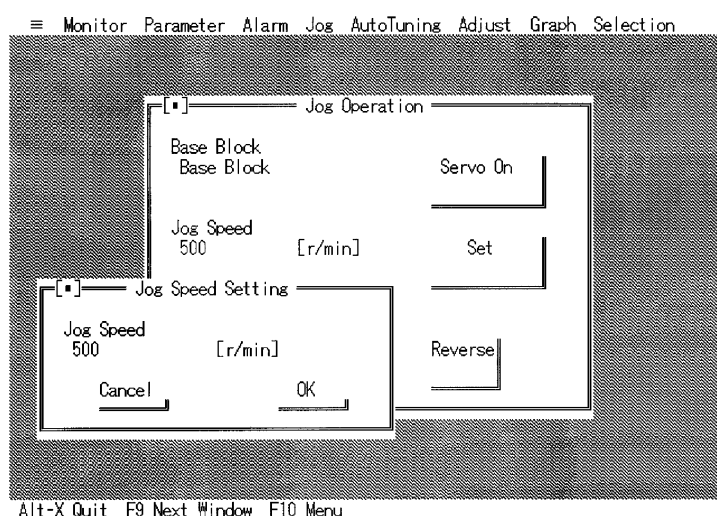 ≡ Monitor Parameter Alarm Jog AutoTuning Adjust Graph Selection
[▪] Jog Operation
Base Block
Base Block
Servo On
Jog Speed
500 [r/min]
Set
Reverse
[▪] Jog Speed Setting
Jog Speed
500 [r/min]
Cancel OK
Alt-X Quit F9 Next Window F10 Menu